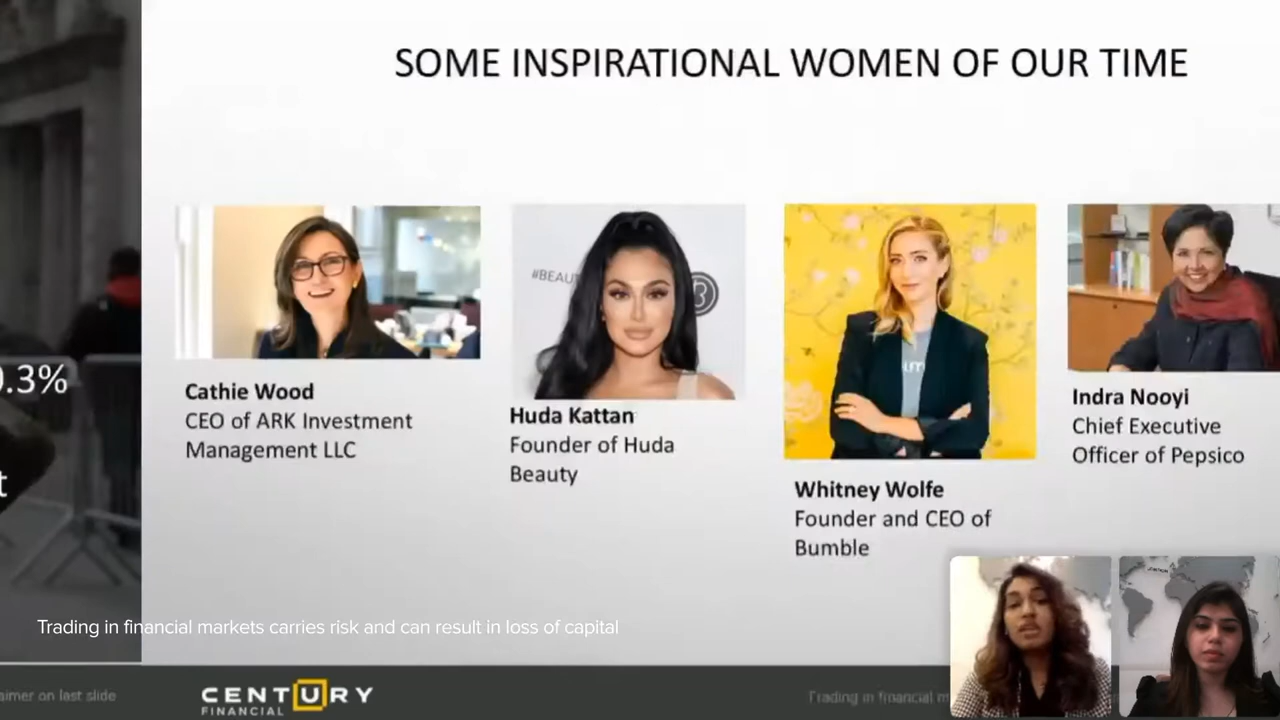 SOME INSPIRATIONAL WOMEN OF OUR TIME
#BEAU
Cathie Wood
CEO of ARK Investment
Management LLC
Huda Kattan
Founder of Huda
Beauty
Whitney Wolfe
Founder and CEO of
Bumble
Indra Nooyi
Chief Executive
Officer of Pepsico
0.3%
t
Trading in financial markets carries risk and can result in loss of capital
aimer on last slide
CENTURY
FINANCIAL
Trading in financial m